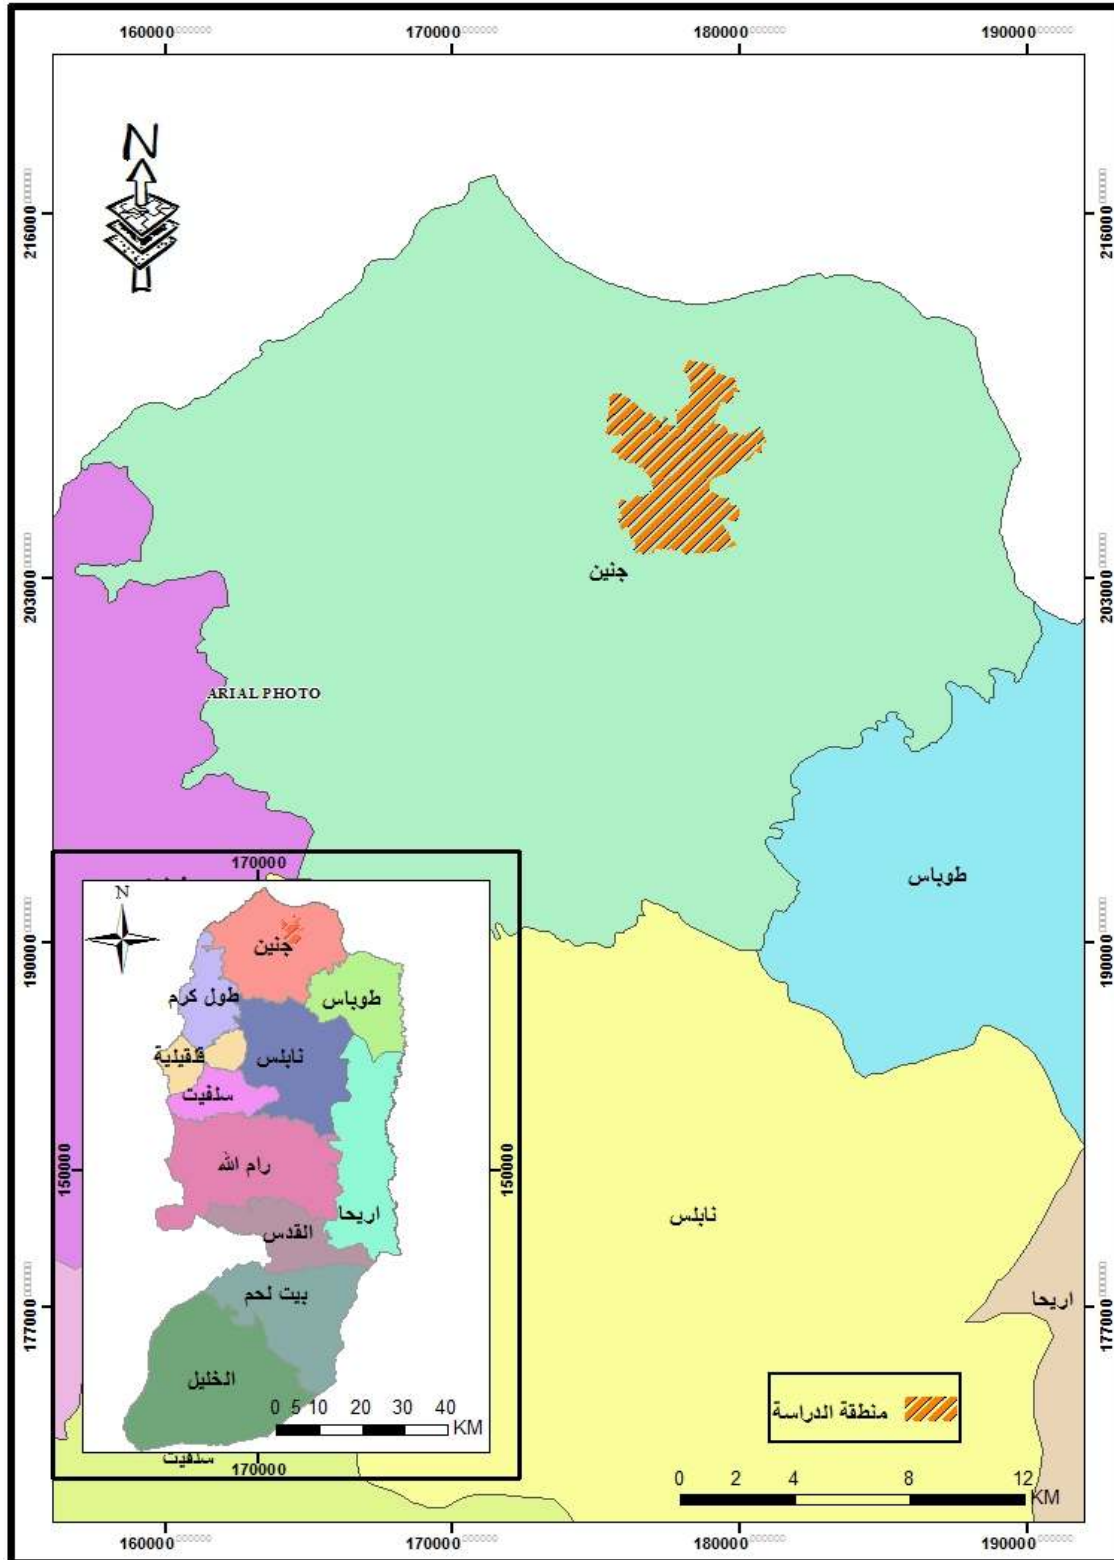 160000 170000 180000 190000
N
216000 216000
203000 203000
جنين
ARIAL PHOTO
طوباس
190000 190000
نابلس
اريحا
177000 177000
170000
N
جنين
طول كرم
طوباس
قلقيلية
نابلس
سلفيت
150000 150000
رام الله
اريحا
القدس
بيت لحم
الخليل
0 5 10 20 30 40
KM
170000
سلفيت
منطقة الدراسة
0 2 4 8 12
KM
160000 170000 180000 190000